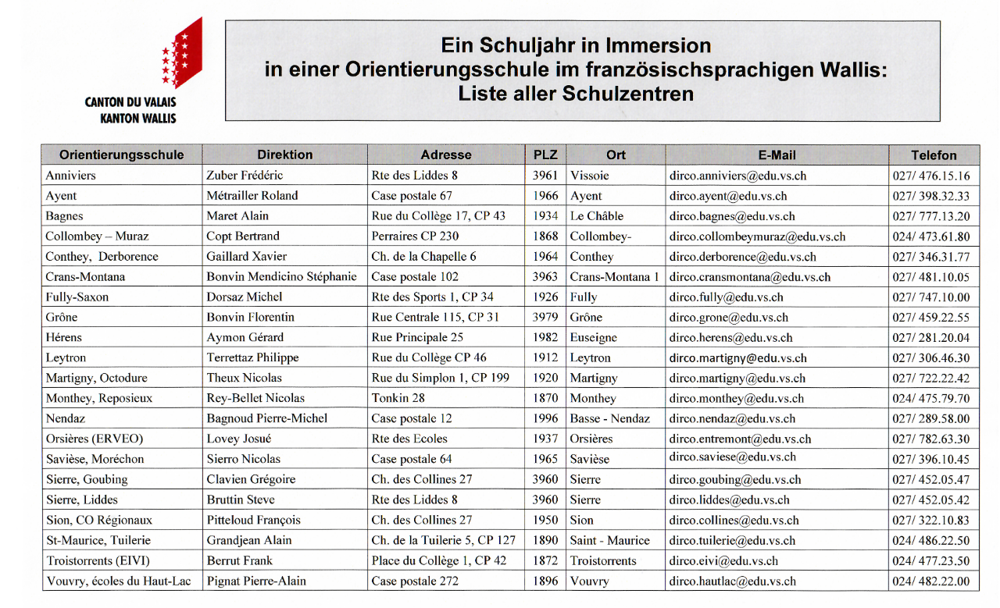 CANTON DU VALAIS
KANTON WALLIS
Ein Schuljahr in Immersion
in einer Orientierungsschule im französischsprachigen Wallis:
Liste aller Schulzentren
Orientierungsschule Direktion Adresse PLZ Ort E-Mail Telefon
Anniviers Zuber Frédéric Rte des Liddes 8 3961 Vissoie dirco.anniviers@edu.vs.ch 027/ 476.15.16
Ayent Métrailler Roland Case postale 67 1966 Ayent dirco.ayent@edu.vs.ch 027/ 398.32.33
Bagnes Maret Alain Rue du Collège 17, CP 43 1934 Le Châble dirco.bagnes@edu.vs.ch 027/ 777.13.20
Collombey – Muraz Copt Bertrand Perraires CP 230 1868 Collombey- dirco.collombeymuraz@edu.vs.ch 024/ 473.61.80
Conthey, Derborence Gaillard Xavier Ch. de la Chapelle 6 1964 Conthey dirco.derborence@edu.vs.ch 027/ 346.31.77
Crans-Montana Bonvin Mendicino Stéphanie Case postale 102 3963 Crans-Montana 1 dirco.cransmontana@edu.vs.ch 027/ 481.10.05
Fully-Saxon Dorsaz Michel Rte des Sports 1, CP 34 1926 Fully dirco.fully@edu.vs.ch 027/ 747.10.00
Grône Bonvin Florentin Rue Centrale 115, CP 31 3979 Grône dirco.grone@edu.vs.ch 027/ 459.22.55
Hérens Aymon Gérard Rue Principale 25 1982 Euseigne dirco.herens@edu.vs.ch 027/ 281.20.04
Leytron Terrettaz Philippe Rue du Collège CP 46 1912 Leytron dirco.martigny@edu.vs.ch 027/ 306.46.30
Martigny, Octodure Theux Nicolas Rue du Simplon 1, CP 199 1920 Martigny dirco.martigny@edu.vs.ch 027/ 722.22.42
Monthey, Reposieux Rey-Bellet Nicolas Tonkin 28 1870 Monthey dirco.monthey@edu.vs.ch 024/ 475.79.70
Nendaz Bagnoud Pierre-Michel Case postale 12 1996 Basse - Nendaz dirco.nendaz@edu.vs.ch 027/ 289.58.00
Orsières (ERVEO) Lovey Josué Rte des Ecoles 1937 Orsières dirco.entremont@edu.vs.ch 027/ 782.63.30
Savièse, Moréchon Sierro Nicolas Case postale 64 1965 Savièse dirco.saviese@edu.vs.ch 027/ 396.10.45
Sierre, Goubing Clavien Grégoire Ch. des Collines 27 3960 Sierre dirco.goubing@edu.vs.ch 027/ 452.05.47
Sierre, Liddes Bruttin Steve Rte des Liddes 8 3960 Sierre dirco.liddes@edu.vs.ch 027/ 452.05.42
Sion, CO Régionaux Pitteloud François Ch. des Collines 27 1950 Sion dirco.collines@edu.vs.ch 027/ 322.10.83
St-Maurice, Tuilerie Grandjean Alain Ch. de la Tuilerie 5, CP 127 1890 Saint - Maurice dirco.tuilerie@edu.vs.ch 024/ 486.22.50
Troistorrents (EIVI) Berrut Frank Place du Collège 1, CP 42 1872 Troistorrents dirco.eivi@edu.vs.ch 024/ 477.23.50
Vouvry, écoles du Haut-Lac Pignat Pierre-Alain Case postale 272 1896 Vouvry dirco.hautlac@edu.vs.ch 024/ 482.22.00